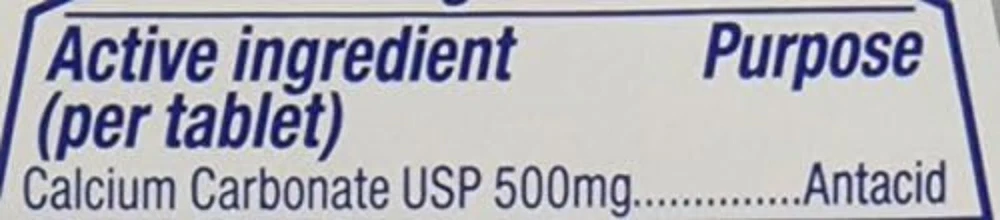 Active ingredient Purpose
(per tablet)
Calcium Carbonate USP 500mg..............Antacid